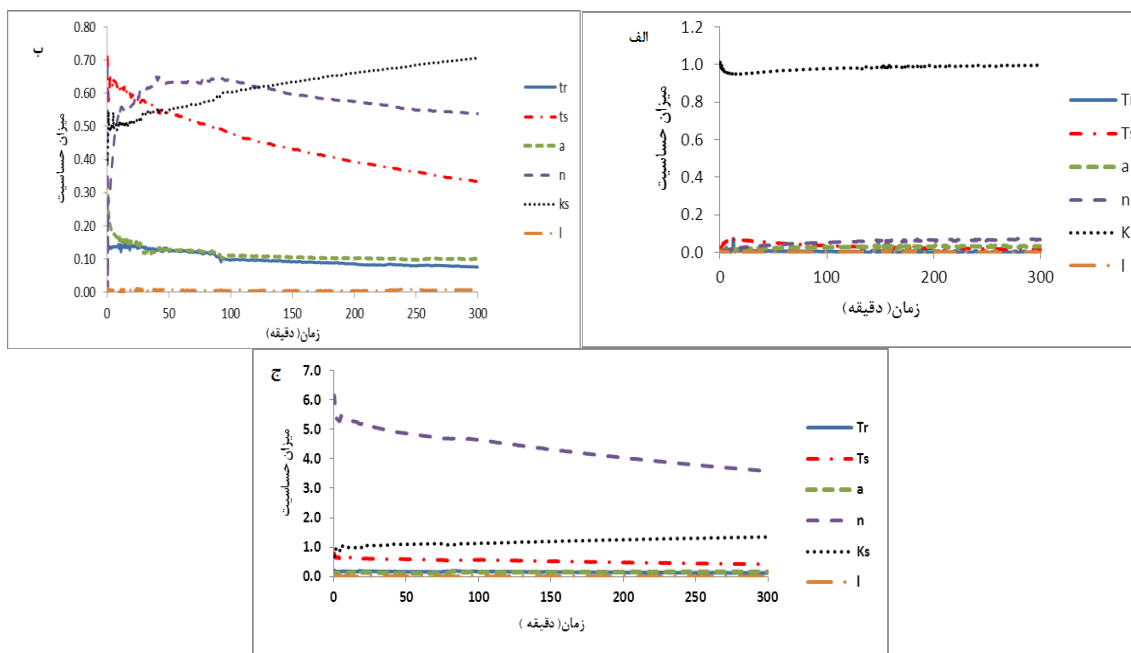 ب
0.80
0.70
0.60
0.50
0.40
0.30
0.20
0.10
0.00
میزان حساسیت
0 50 100 150 200 250 300
زمان( دقیقه)
tr
ts
a
n
ks
l
الف
1.2
1.0
0.8
0.6
0.4
0.2
0.0
میزان حساسیت
0 100 200 300
زمان( دقیقه)
T
T
a
n
K
l
ج
7.0
6.0
5.0
4.0
3.0
2.0
1.0
0.0
میزان حساسیت
0 50 100 150 200 250 300
زمان( دقیقه )
Tr
Ts
a
n
Ks
l